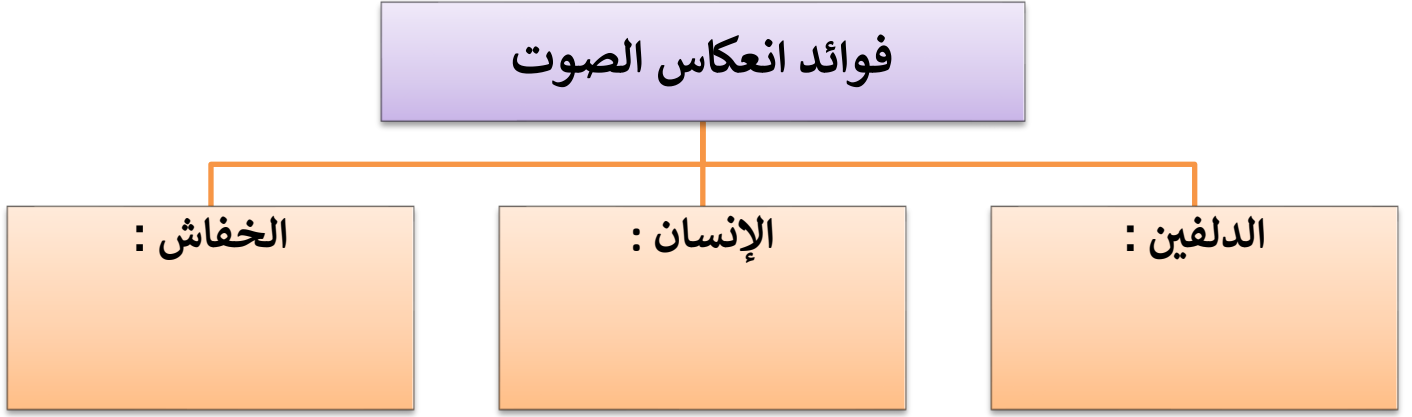 فوائد انعكاس الصوت
الدلفين :
الإنسان :
الخفاش :